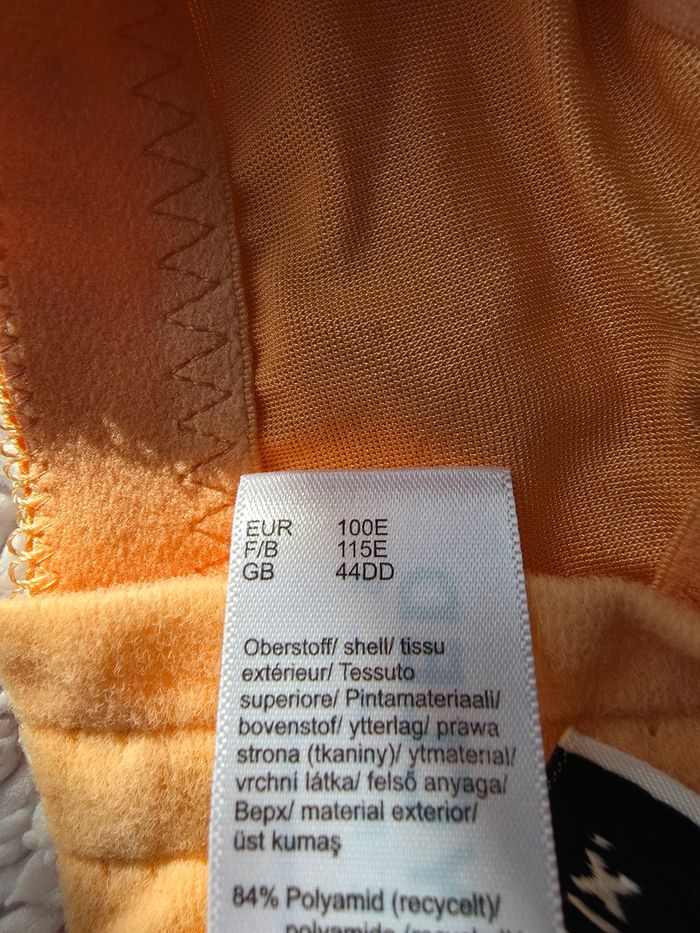 EUR 100E
F/B 115E
GB 44DD
Oberstoff/ shell/ tissu
extérieur/ Tessuto
superiore/ Pintamateriaali/
bovenstof/ ytterlag/ prawa
strona (tkaniny)/ ytmaterial/
vrchní látka/ felső anyaga/
Верх/ material exterior/
üst kumaş
84% Polyamid (recycelt)/